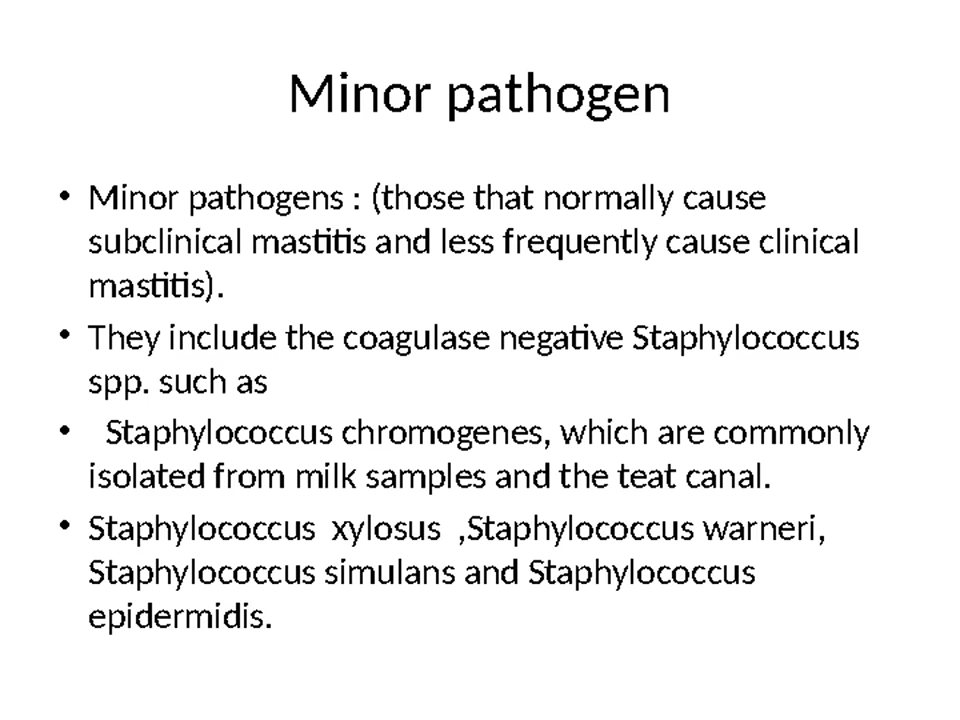 Minor pathogen
• Minor pathogens : (those that normally cause
subclinical mastitis and less frequently cause clinical
mastitis).
• They include the coagulase negative Staphylococcus
spp. such as
• Staphylococcus chromogenes, which are commonly
isolated from milk samples and the teat canal.
• Staphylococcus  xylosus  ,Staphylococcus warneri,
Staphylococcus simulans and Staphylococcus
epidermidis.